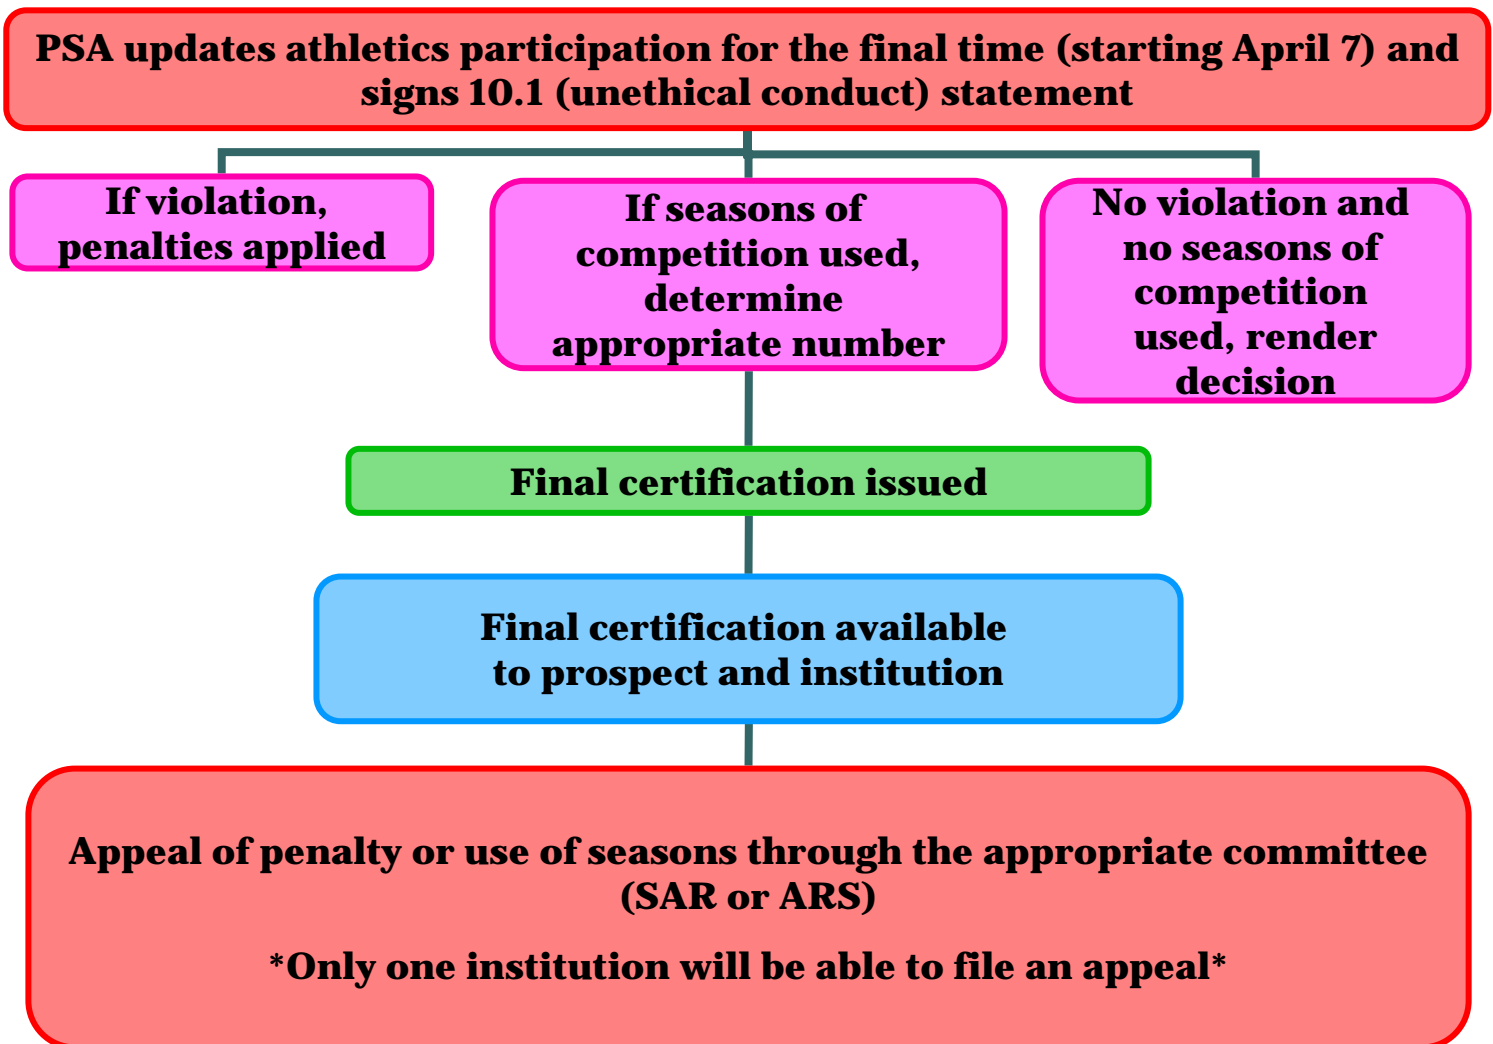 PSA updates athletics participation for the final time (starting April 7) and
signs 10.1 (unethical conduct) statement
If violation,
penalties applied
If seasons of
competition used,
determine
appropriate number
No violation and
no seasons of
competition
used, render
decision
Final certification issued
Final certification available
to prospect and institution
Appeal of penalty or use of seasons through the appropriate committee
(SAR or ARS)
*Only one institution will be able to file an appeal*